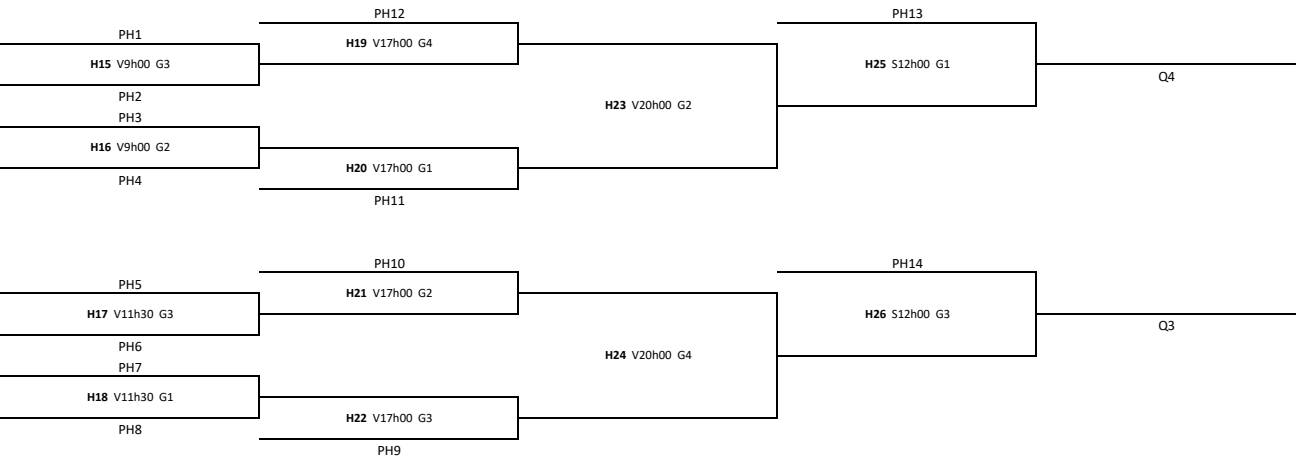 PH12
PH13
PH1
H19 V17h00 G4
H15 V9h00 G3
H25 S12h00 G1
Q4
PH2
H23 V20h00 G2
PH3
H16 V9h00 G2
H20 V17h00 G1
PH4
PH11
PH10
PH14
PH5
H21 V17h00 G2
H17 V11h30 G3
H26 S12h00 G3
Q3
PH6
H24 V20h00 G4
PH7
H18 V11h30 G1
H22 V17h00 G3
PH8
PH9